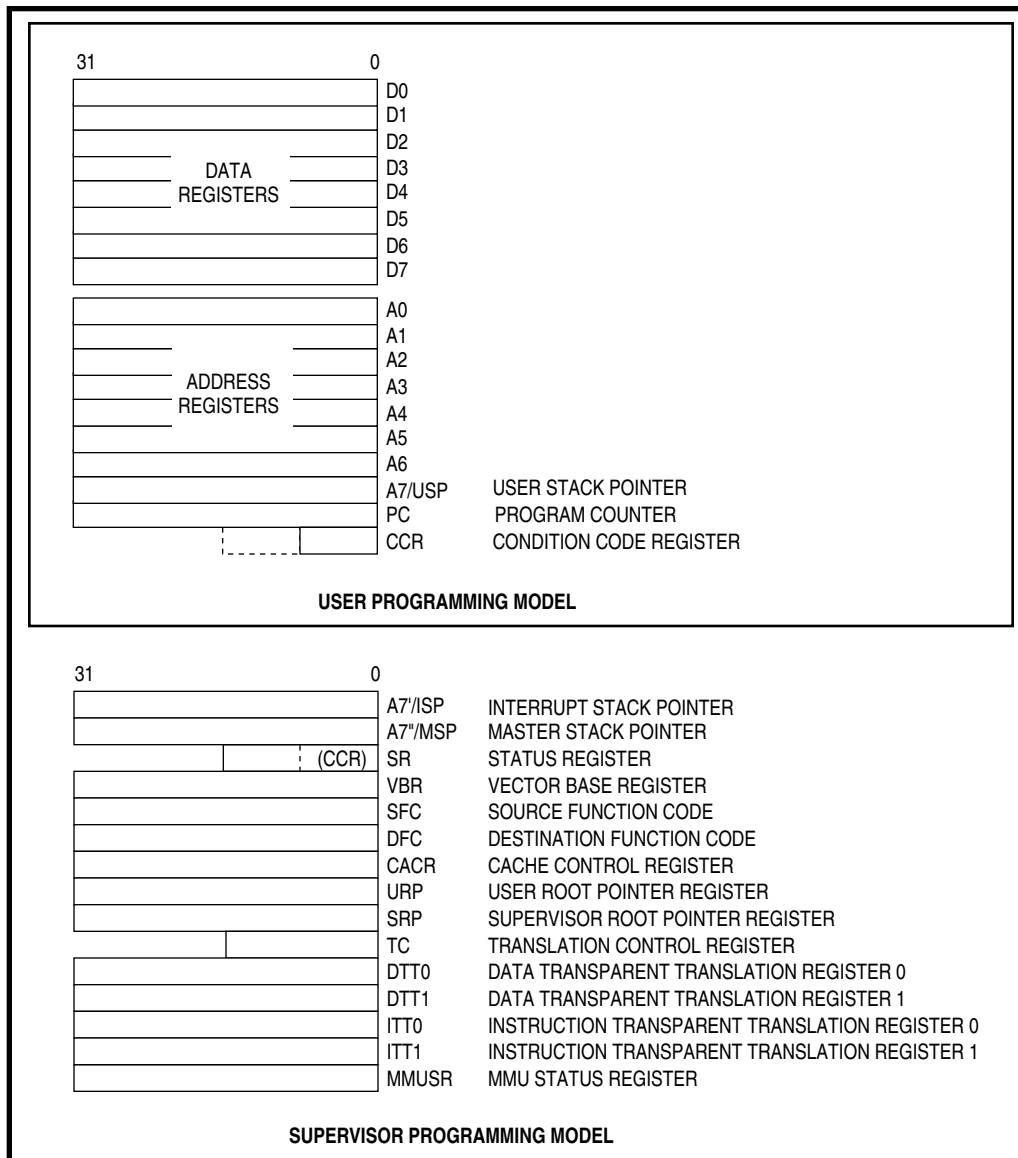 31 0
D0
D1
D2
D3
D4
D5
D6
D7
DATA
REGISTERS
A0
A1
A2
A3
A4
A5
A6
ADDRESS
REGISTERS
A7/USP USER STACK POINTER
PC PROGRAM COUNTER
CCR CONDITION CODE REGISTER
USER PROGRAMMING MODEL
31 0
A7'/ISP INTERRUPT STACK POINTER
A7"/MSP MASTER STACK POINTER
(CCR) SR STATUS REGISTER
VBR VECTOR BASE REGISTER
SFC SOURCE FUNCTION CODE
DFC DESTINATION FUNCTION CODE
CACR CACHE CONTROL REGISTER
URP USER ROOT POINTER REGISTER
SRP SUPERVISOR ROOT POINTER REGISTER
TC TRANSLATION CONTROL REGISTER
DTT0 DATA TRANSPARENT TRANSLATION REGISTER 0
DTT1 DATA TRANSPARENT TRANSLATION REGISTER 1
ITT0 INSTRUCTION TRANSPARENT TRANSLATION REGISTER 0
ITT1 INSTRUCTION TRANSPARENT TRANSLATION REGISTER 1
MMUSR MMU STATUS REGISTER
SUPERVISOR PROGRAMMING MODEL